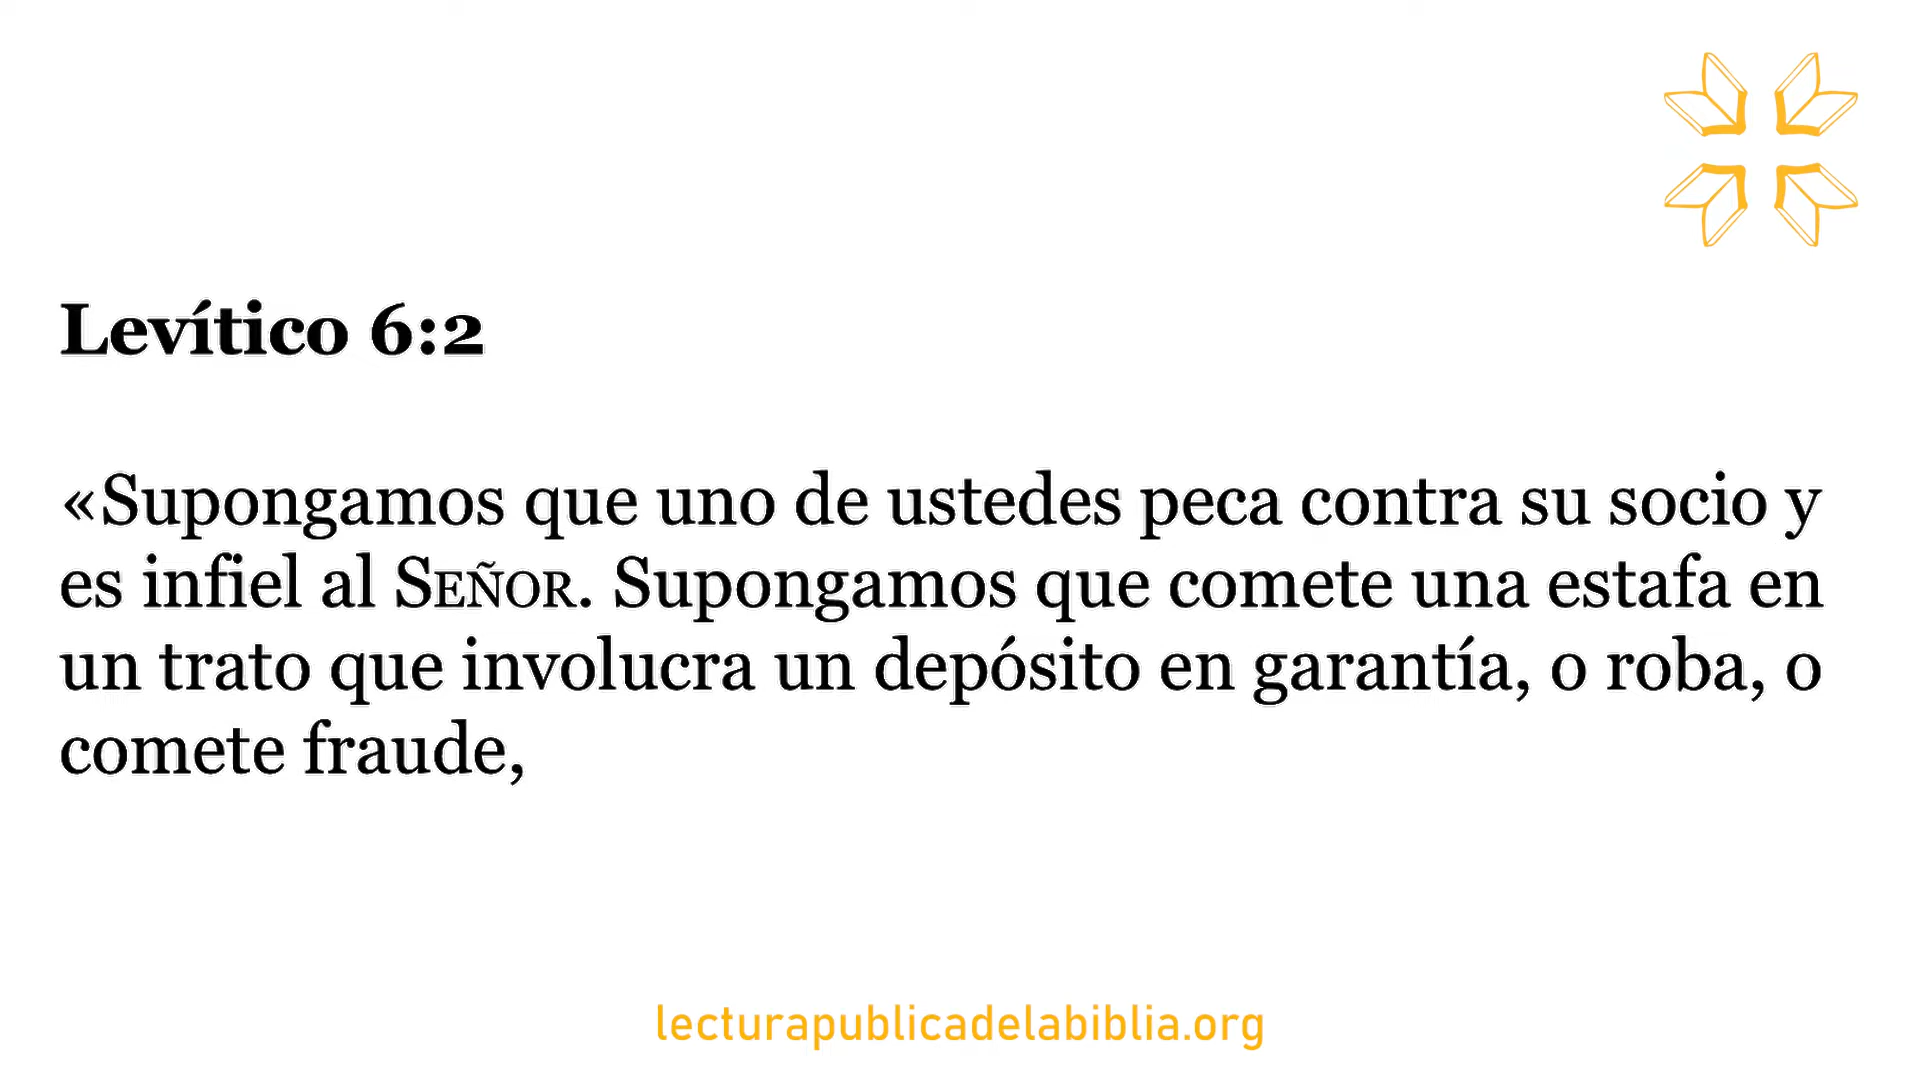 Levítico 6:2
«Supongamos que uno de ustedes peca contra su socio y
es infiel al SEÑOR. Supongamos que comete una estafa en
un trato que involucra un depósito en garantía, o roba, o
comete fraude,
lecturapublicadelabiblia.org